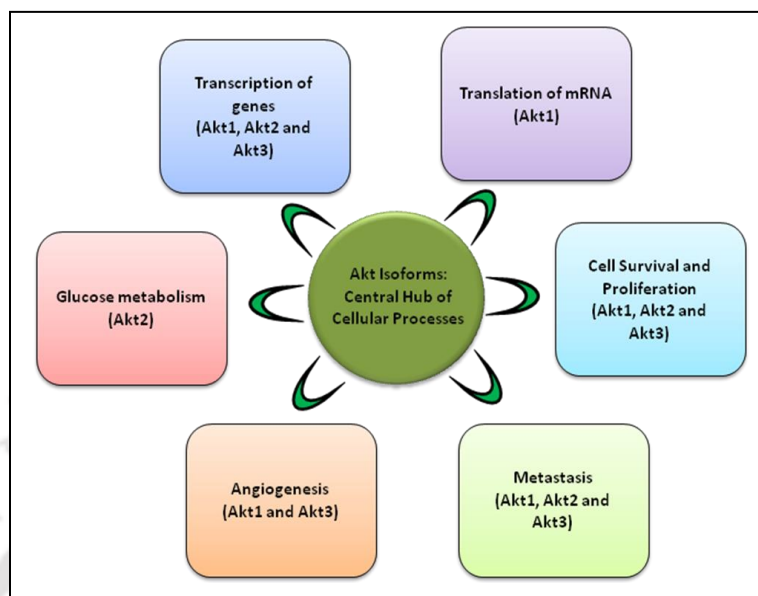 Transcription of
genes
(Akt1, Akt2 and
Akt3)
Translation of mRNA
(Akt1)
Glucose metabolism
(Akt2)
Akt Isoforms:
Central Hub of
Cellular Processes
Cell Survival and
Proliferation
(Akt1, Akt2 and
Akt3)
Angiogenesis
(Akt1 and Akt3)
Metastasis
(Akt1, Akt2 and
Akt3)